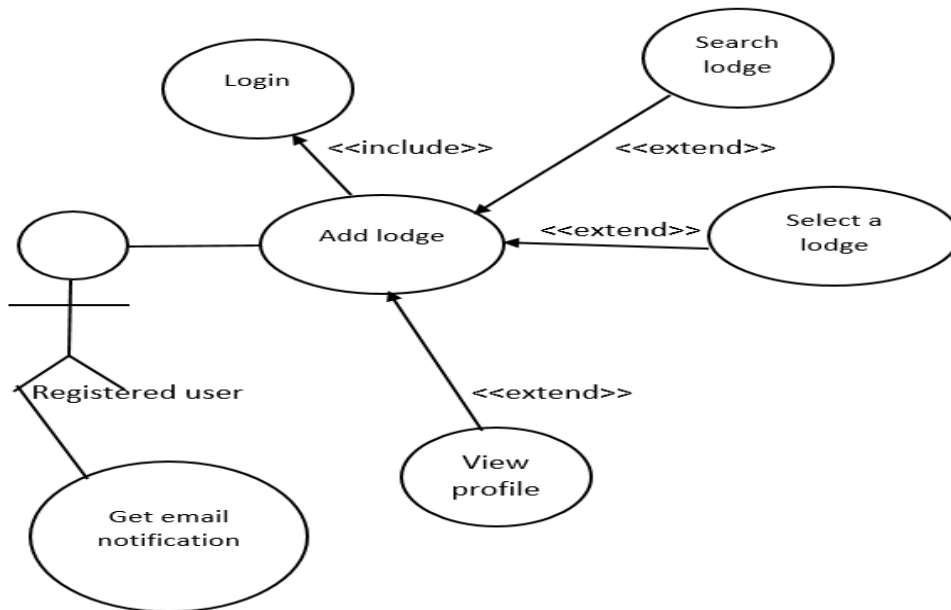 Search
lodge
Login
<<include>>
<<extend>>
Add lodge
<<extend>>
Select a
lodge
Registered user
<<extend>>
View
profile
Get email
notification